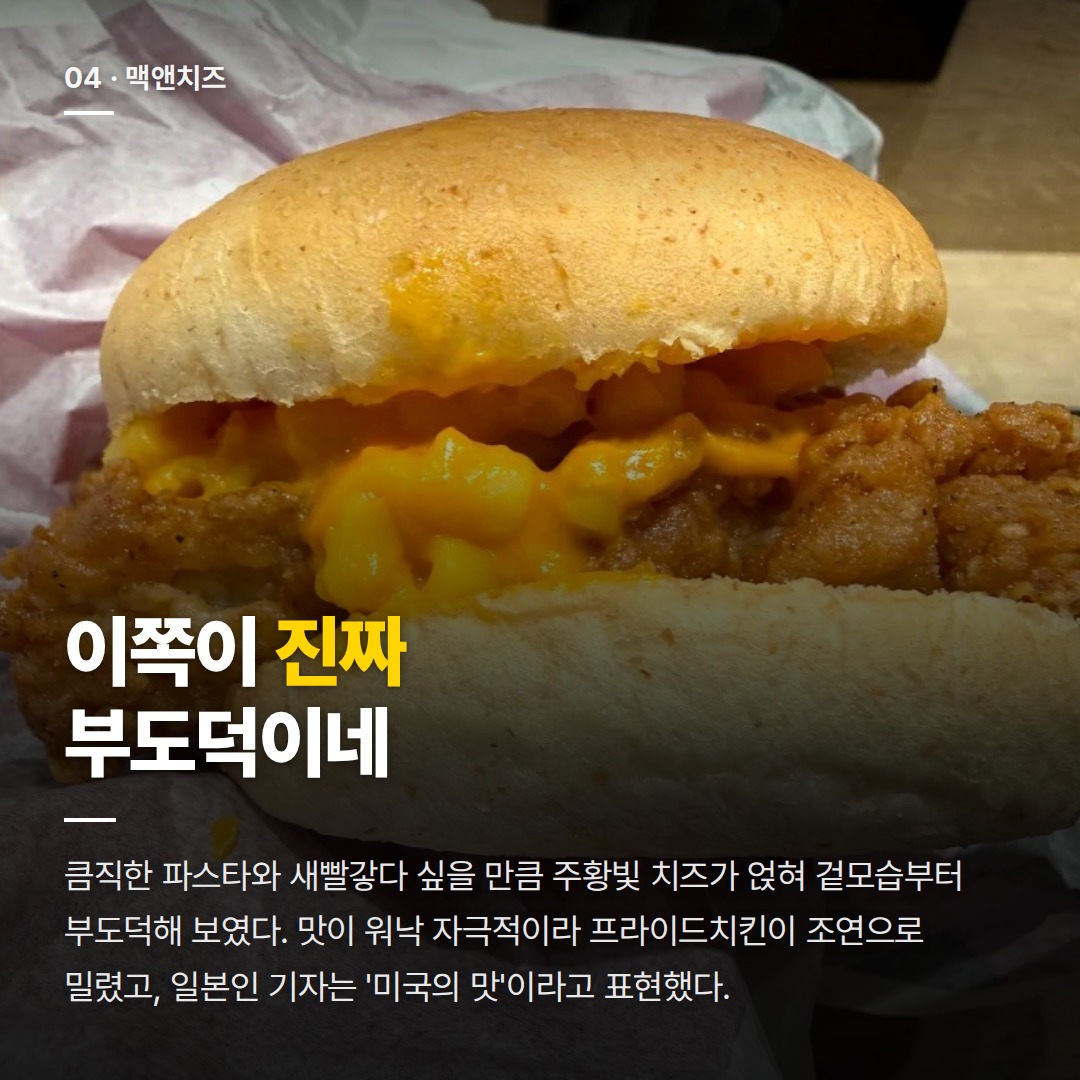 04 · 맥앤치즈
이쪽이 진짜
부도덕이네
큼직한 파스타와 새빨갛다 싶을 만큼 주황빛 치즈가 얹혀 겉모습부터
부도덕해 보였다. 맛이 워낙 자극적이라 프라이드치킨이 조연으로
밀렸고, 일본인 기자는 '미국의 맛'이라고 표현했다.